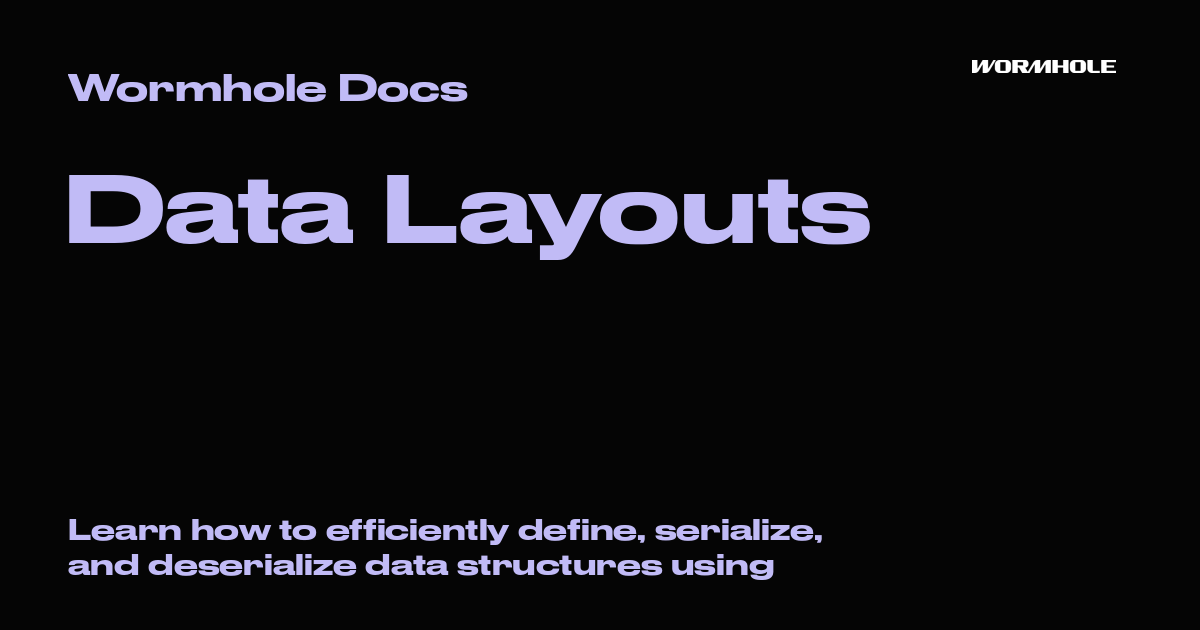 Wormhole Docs
WORMHOLE
Data Layouts
Learn how to efficiently define, serialize,
and deserialize data structures using